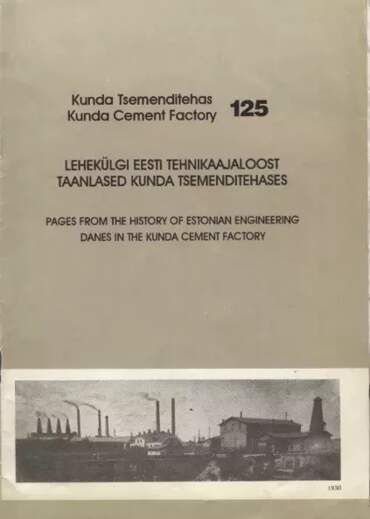 Kunda Tsemenditehas
Kunda Cement Factory 125
LEHEKÜLGI EESTI TEHNIKAAJALOOST
TAANLASED KUNDA TSEMENDITEHASES
PAGES FROM THE HISTORY OF ESTONIAN ENGINEERING
DANES IN THE KUNDA CEMENT FACTORY
1930